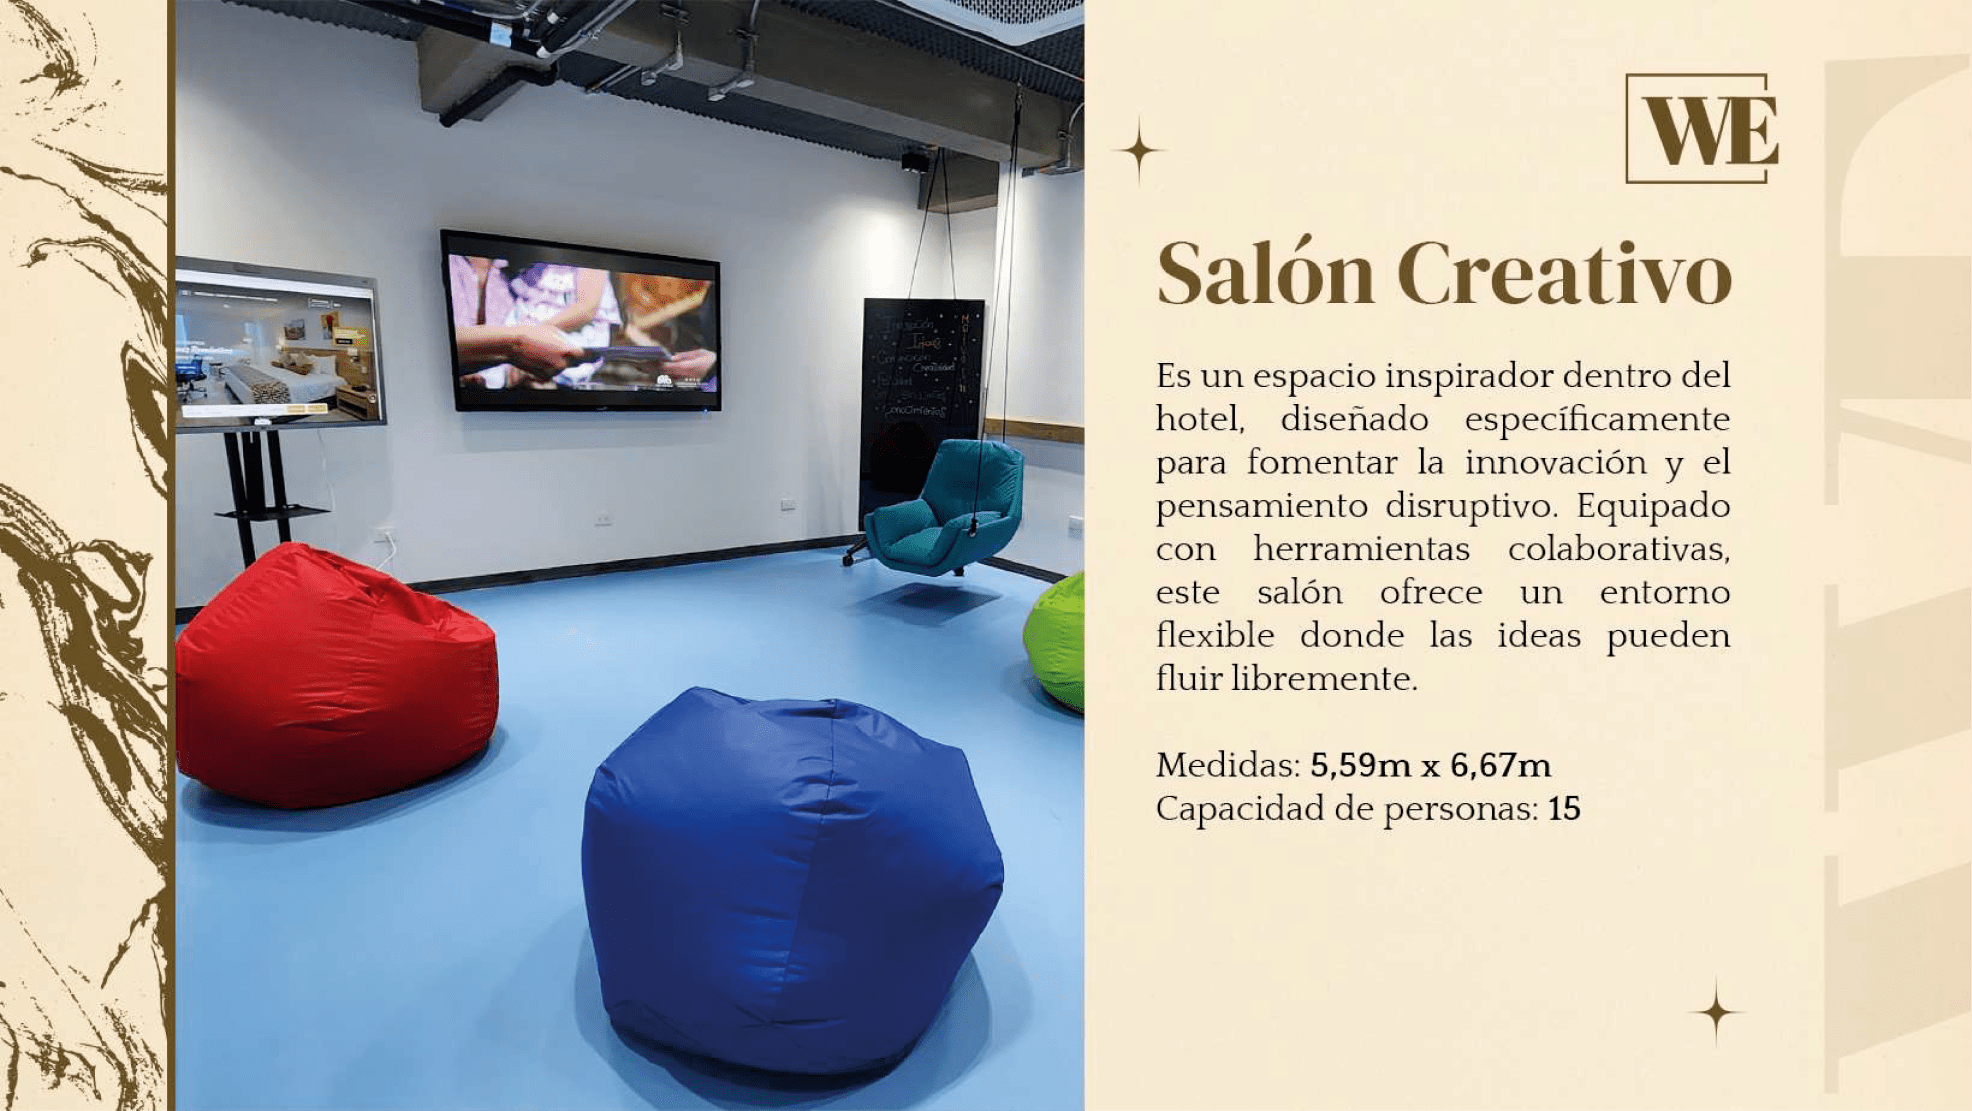 WE
Salón Creativo
Es un espacio inspirador dentro del
hotel, diseñado específicamente
para fomentar la innovación y el
pensamiento disruptivo. Equipado
con herramientas colaborativas,
este salón ofrece un entorno
flexible donde las ideas pueden
fluir libremente.
Medidas: 5,59m x 6,67m
Capacidad de personas: 15
Creatividad
Conocimientos